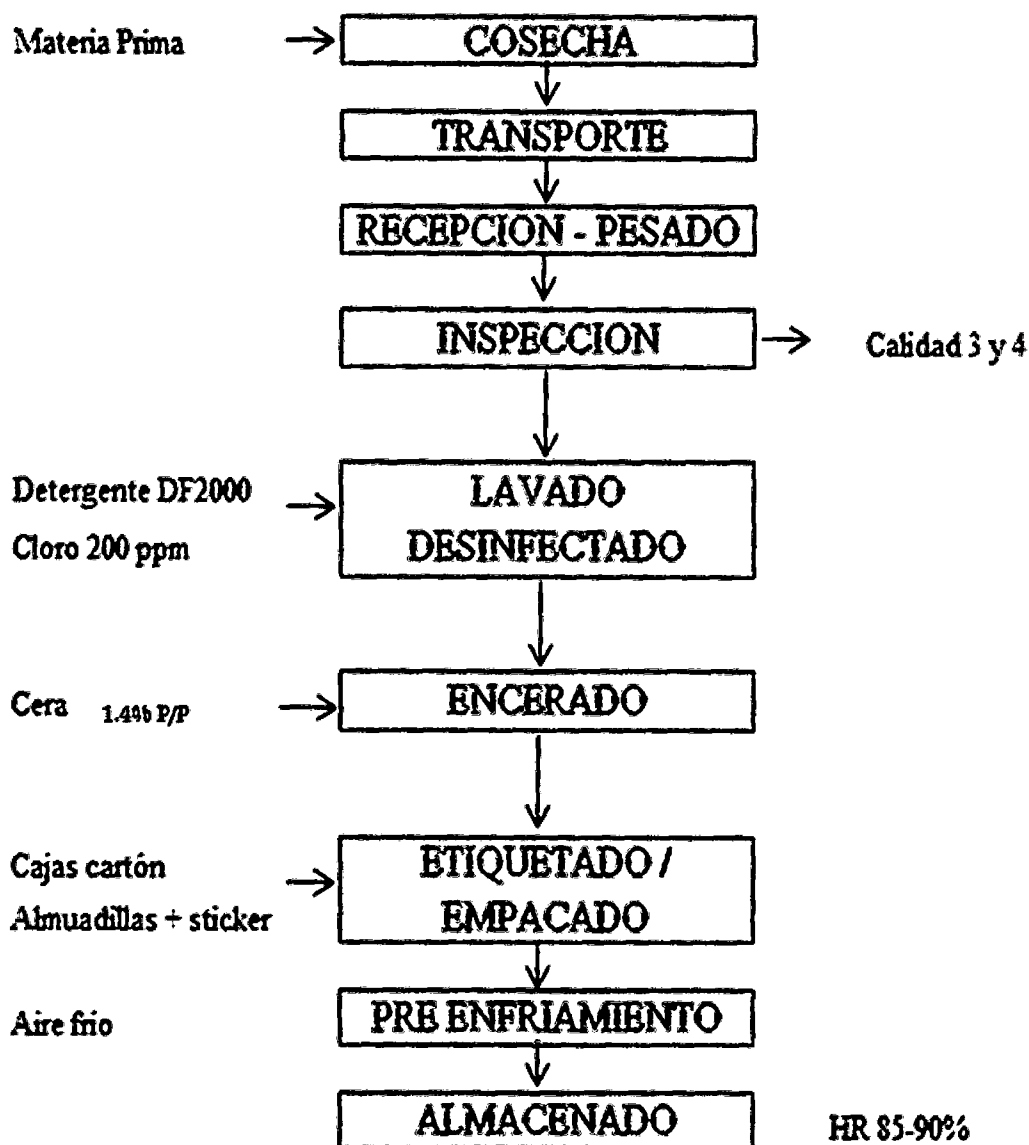 Materia Prima
COSECHA
TRANSPORTE
RECEPCION - PESADO
INSPECCION
Calidad 3 y 4
Detergente DF2000
Cloro 200 ppm
LAVADO
DESINFECTADO
Cera 1.4% P/P
ENCERADO
Cajas cartón
Almuadillas + sticker
ETIQUETADO /
EMPACADO
Aire frio
PRE ENFRIAMIENTO
ALMACENADO
HR 85-90%